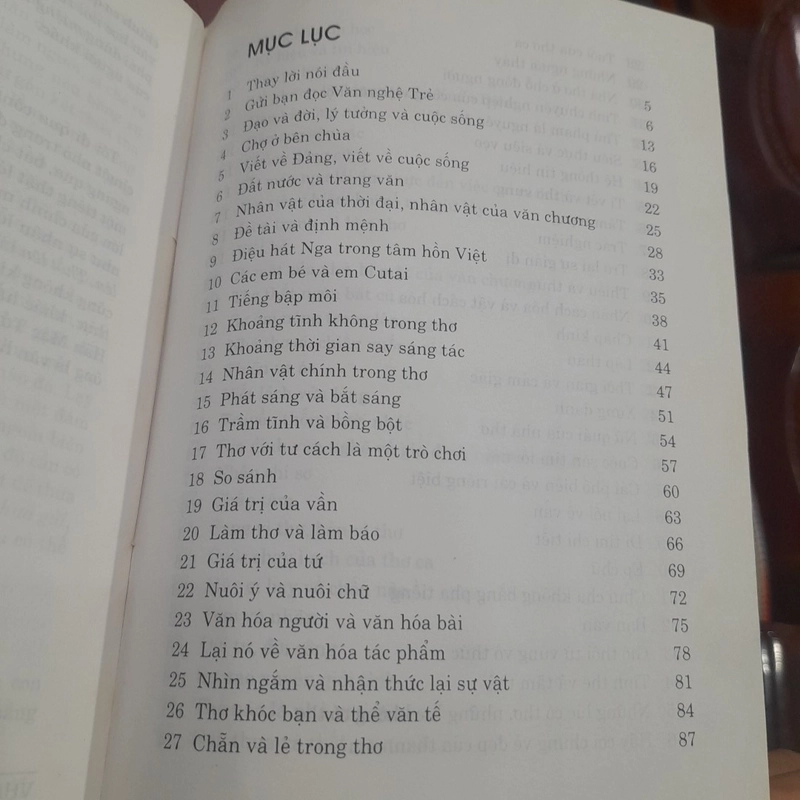 MỤC LỤC
1 Thay lời nói đầu 5
2 Gửi bạn đọc Văn nghệ Trẻ 6
3 Đạo và đời, lý tưởng và cuộc sống 13
4 Chợ ở bên chùa 16
5 Viết về Đảng, viết về cuộc sống 19
6 Đất nước và trang văn 22
7 Nhân vật của thời đại, nhân vật của văn chương 25
8 Đề tài và định mệnh 28
9 Điệu hát Nga trong tâm hồn Việt 33
10 Các em bé và em Cutai 35
11 Tiếng bập môi 38
12 Khoảng tĩnh không trong thơ 41
13 Khoảng thời gian say sáng tác 44
14 Nhân vật chính trong thơ 47
15 Phát sáng và bắt sáng 51
16 Trầm tĩnh và bồng bột 54
17 Thơ với tư cách là một trò chơi 57
18 So sánh 60
19 Giá trị của vần 63
20 Làm thơ và làm báo 66
21 Giá trị của tứ 69
22 Nuôi ý và nuôi chữ 72
23 Văn hóa người và văn hóa bài 75
24 Lại nó về văn hóa tác phẩm 78
25 Nhìn ngắm và nhận thức lại sự vật 81
26 Thơ khóc bạn và thể văn tế 84
27 Chẵn và lẻ trong thơ 87